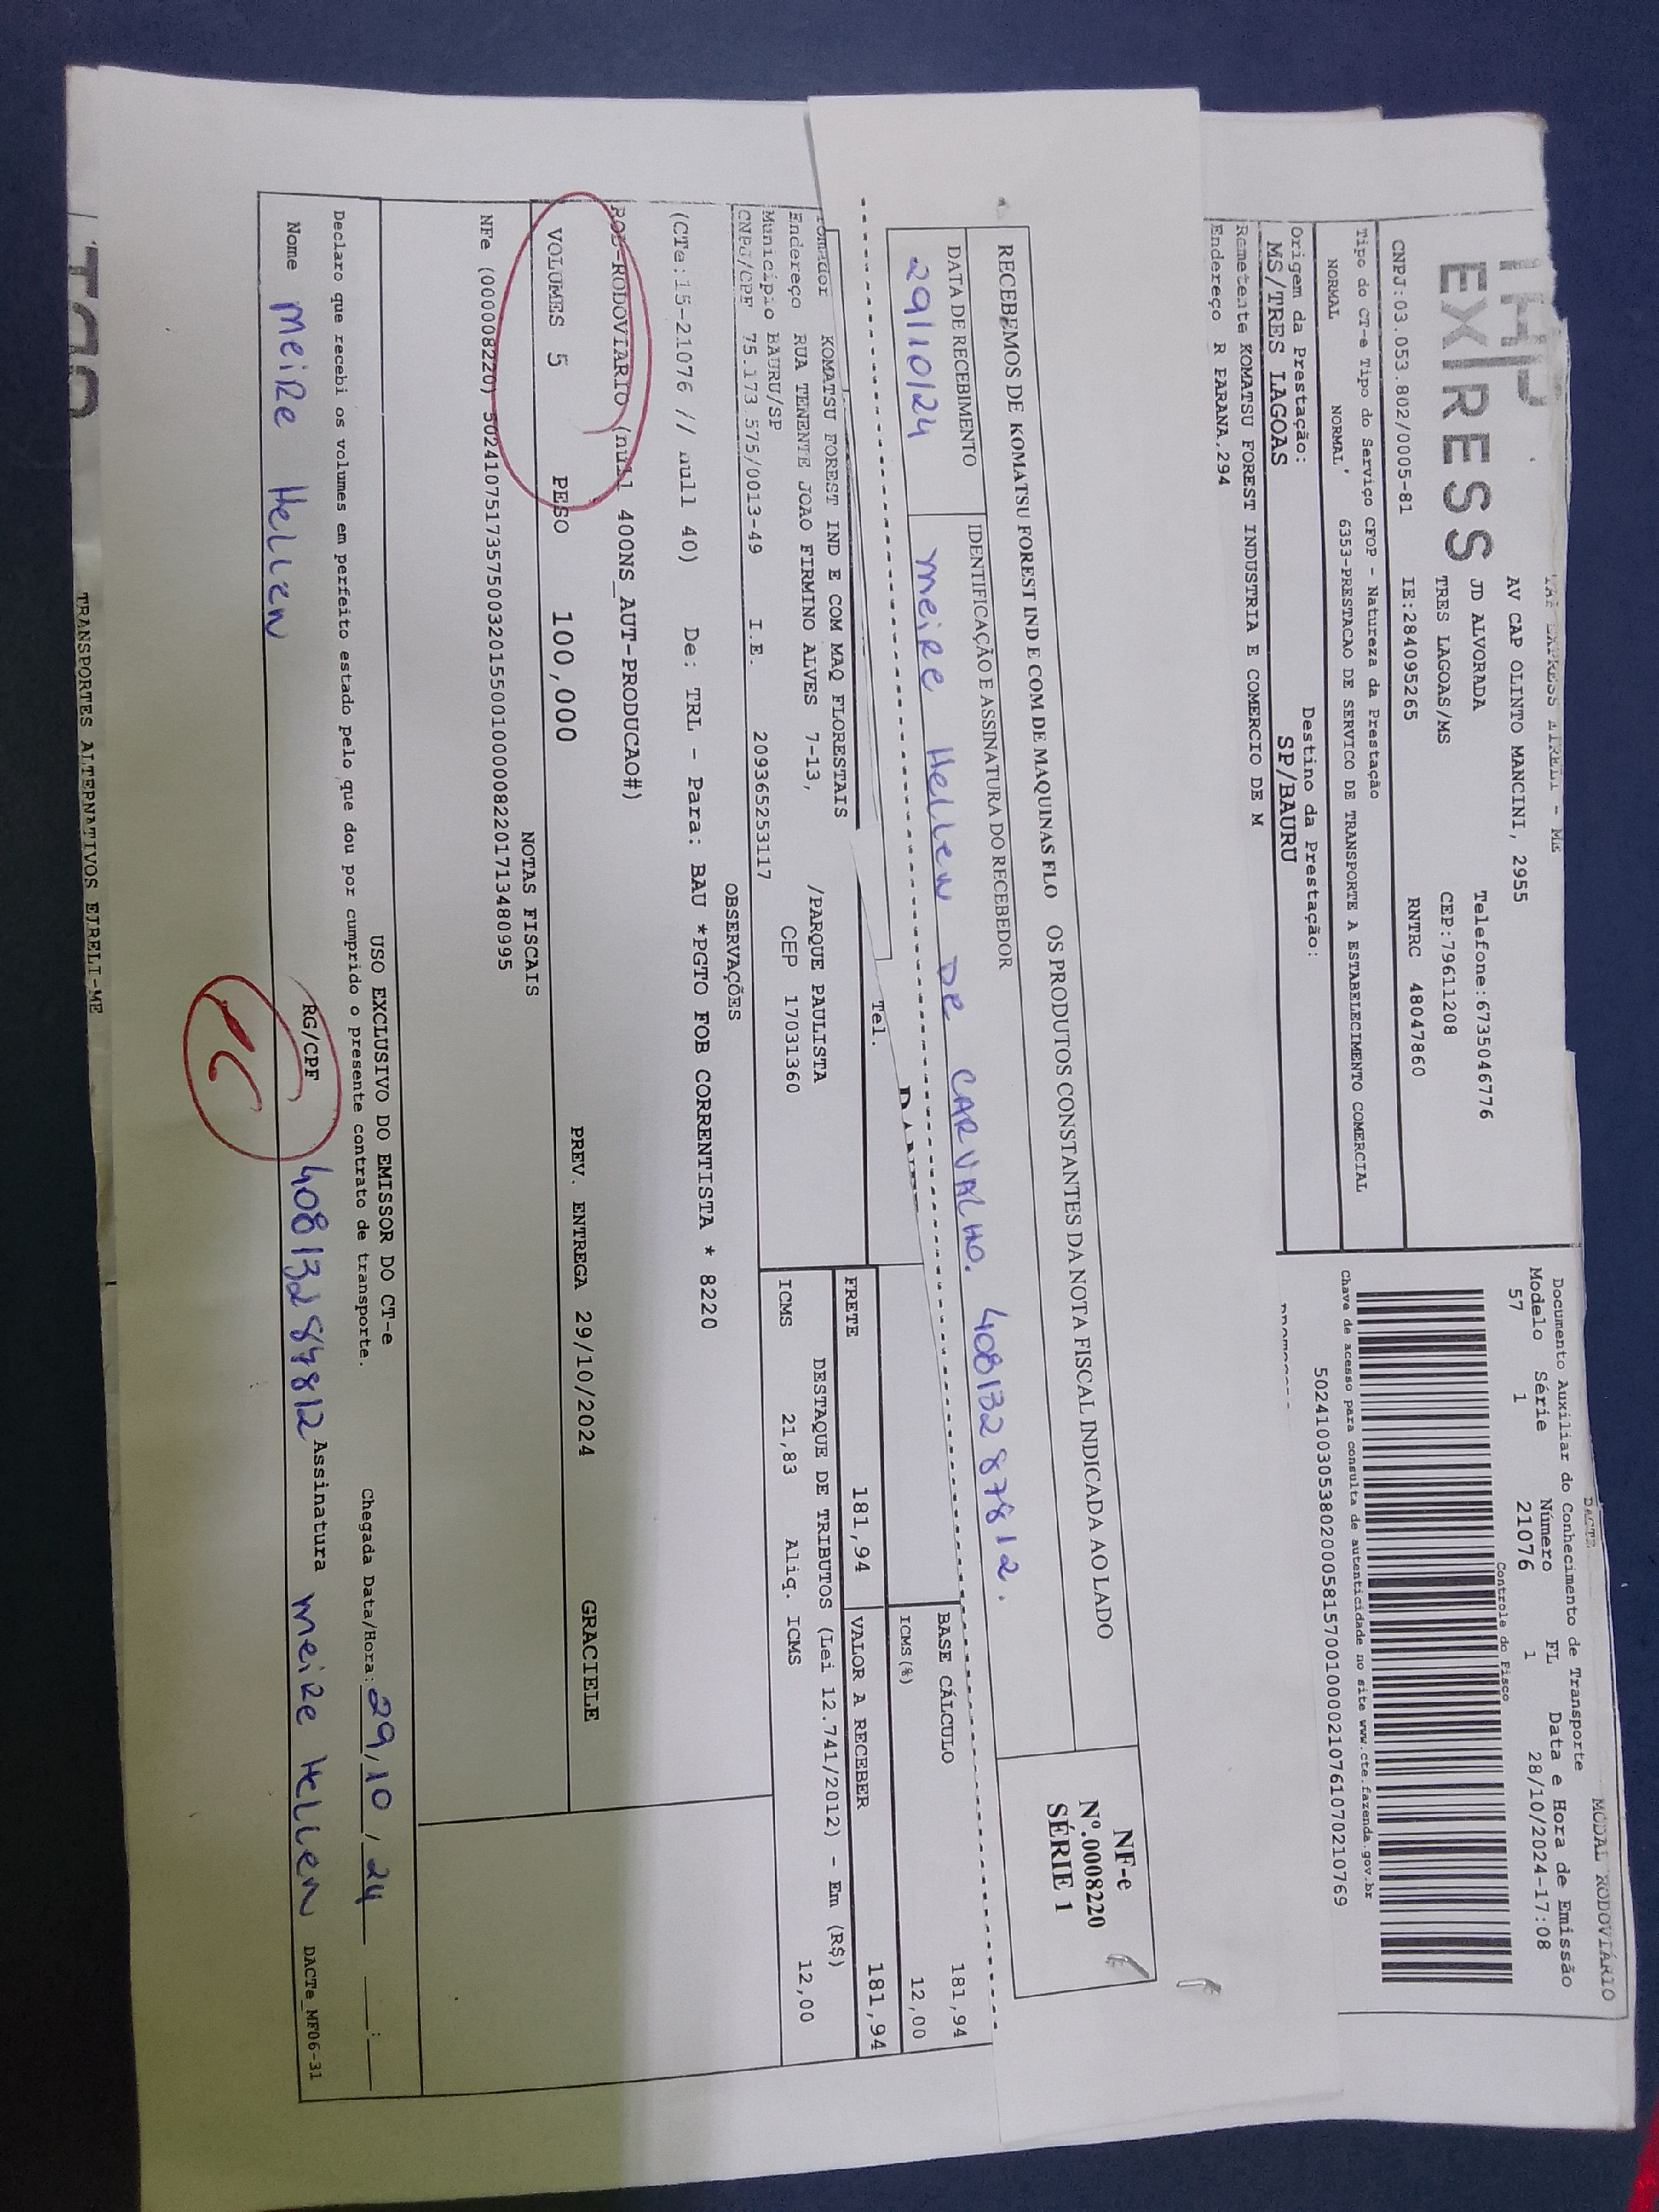 EXPRESS
AV CAP OLINTO MANCINI, 2955
JD ALVORADA Telefone:6735046776
TRES LAGOAS/MS CEP:79611208
CNPJ:03.053.802/0005-81 IE:284095265 RNTRC 48047860
Tipo do CT-e Tipo do Serviço CFOP - Natureza da Prestação
NORMAL NORMAL 6353-PRESTACAO DE SERVICO DE TRANSPORTE A ESTABELECIMENTO COMERCIAL
Origem da Prestação: Destino da Prestação:
MS/TRES LAGOAS SP/BAURU
Remetente KOMATSU FOREST INDUSTRIA E COMERCIO DE M
Endereço R PARANA,294
MODAL RODOVIÁRIO
DACTE
Documento Auxiliar do Conhecimento de Transporte
Modelo Série Número FL Data e Hora de Emissão
57 1 21076 1 28/10/2024-17:08
Controle do Fisco
Chave de acesso para consulta de autenticidade no site www.cte.fazenda.gov.br
50241003053802000581570010000210761070210769
RECEBEMOS DE KOMATSU FOREST IND E COM DE MAQUINAS FLO OS PRODUTOS CONSTANTES DA NOTA FISCAL INDICADA AO LADO
DATA DE RECEBIMENTO IDENTIFICAÇÃO E ASSINATURA DO RECEBEDOR
29/10/24 Meire Hellen De CARVALHO. 40813287812.
NF-e
Nº.00008220
SÉRIE 1
BASE CÁLCULO 181,94
ICMS(%) 12,00
Tel.
FRETE 181,94 VALOR A RECEBER 181,94
Tomador KOMATSU FOREST IND E COM MAQ FLORESTAIS
Endereço RUA TENENTE JOAO FIRMINO ALVES 7-13, /PARQUE PAULISTA
Município BAURU/SP CEP 17031360
CNPJ/CPF 75.173.575/0013-49 I.E. 209365253117
DESTAQUE DE TRIBUTOS (Lei 12.741/2012) - Em (R$)
ICMS 21,83 Aliq. ICMS 12,00
OBSERVAÇÕES
(CTe:15-21076 // null 40) De: TRL - Para: BAU *PGTO FOB CORRENTISTA * 8220
ROD-RODOVIARIO (null 400NS_AUT-PRODUCAO#)
VOLUMES 5 PESO 100,000 PREV. ENTREGA 29/10/2024 GRACIELE
NOTAS FISCAIS
NFe (000008220) 50241075173575003201550010000082201713480995
USO EXCLUSIVO DO EMISSOR DO CT-e
Declaro que recebi os volumes em perfeito estado pelo que dou por cumprido o presente contrato de transporte. Chegada Data/Hora: 29/10/24 __:__
Nome Meire Hellen RG/CPF 40813287812 Assinatura Meire Hellen DACTe_MF06-31
TRANSPORTES ALTERNATIVOS EIRELI-ME